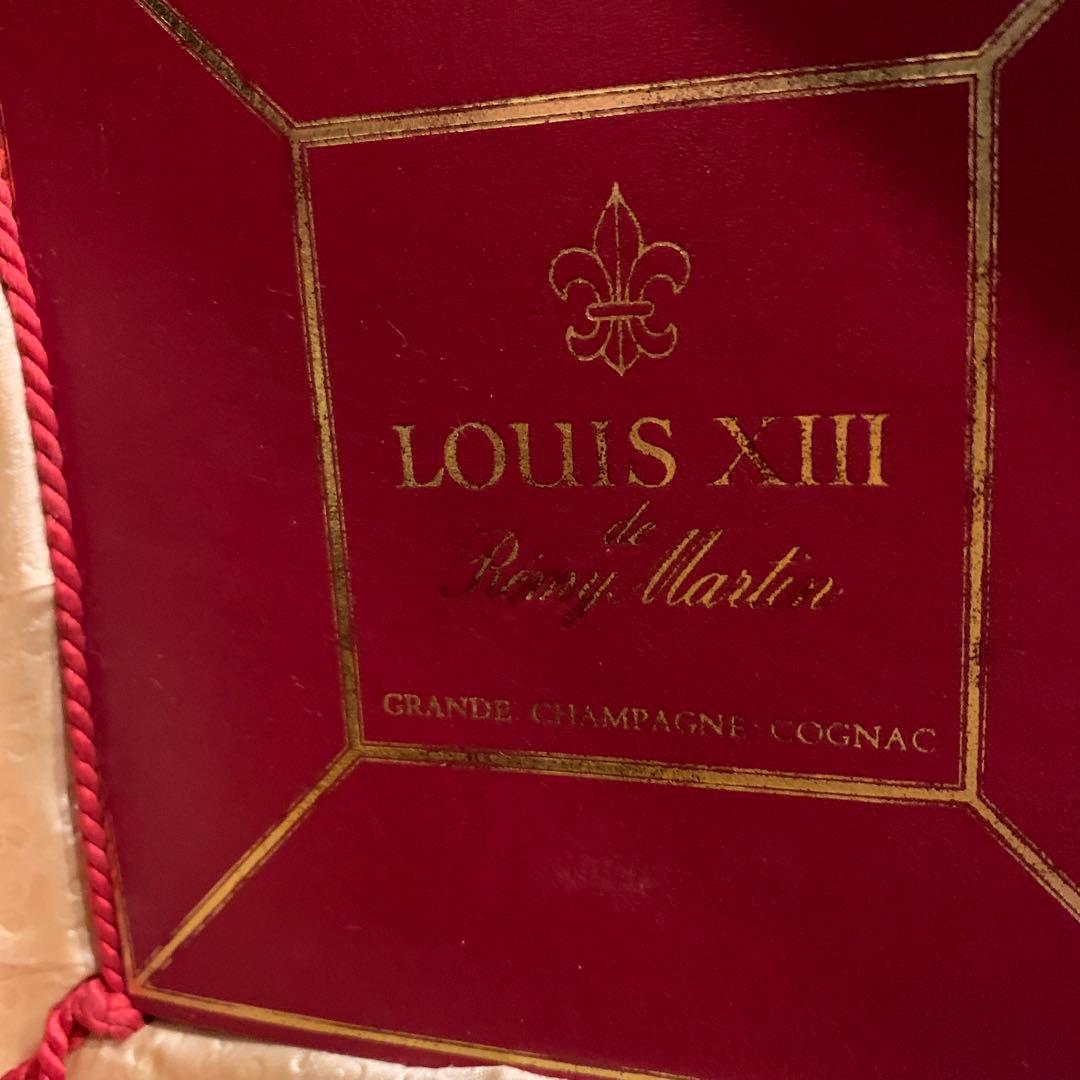 LOUIS XIII
de
Rémy Martin
GRANDE CHAMPAGNE COGNAC